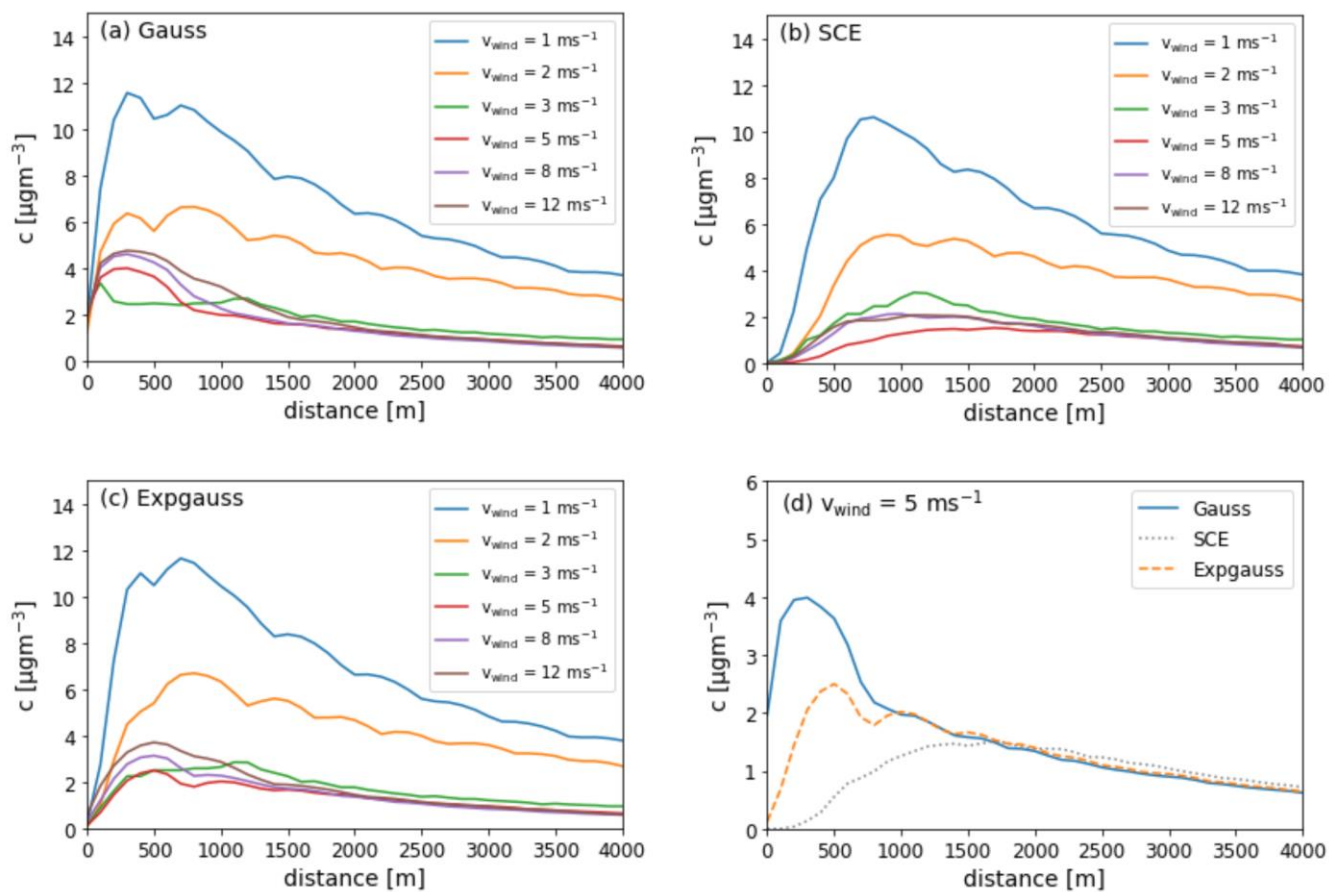 (a) Gauss
v_wind = 1 ms⁻¹
v_wind = 2 ms⁻¹
v_wind = 3 ms⁻¹
v_wind = 5 ms⁻¹
v_wind = 8 ms⁻¹
v_wind = 12 ms⁻¹
14
12
10
8
6
4
2
0
c [µgm⁻³]
0 500 1000 1500 2000 2500 3000 3500 4000
distance [m]
(b) SCE
v_wind = 1 ms⁻¹
v_wind = 2 ms⁻¹
v_wind = 3 ms⁻¹
v_wind = 5 ms⁻¹
v_wind = 8 ms⁻¹
v_wind = 12 ms⁻¹
14
12
10
8
6
4
2
0
c [µgm⁻³]
0 500 1000 1500 2000 2500 3000 3500 4000
distance [m]
(c) Expgauss
v_wind = 1 ms⁻¹
v_wind = 2 ms⁻¹
v_wind = 3 ms⁻¹
v_wind = 5 ms⁻¹
v_wind = 8 ms⁻¹
v_wind = 12 ms⁻¹
14
12
10
8
6
4
2
0
c [µgm⁻³]
0 500 1000 1500 2000 2500 3000 3500 4000
distance [m]
(d) v_wind = 5 ms⁻¹
Gauss
SCE
Expgauss
6
5
4
3
2
1
0
c [µgm⁻³]
0 500 1000 1500 2000 2500 3000 3500 4000
distance [m]